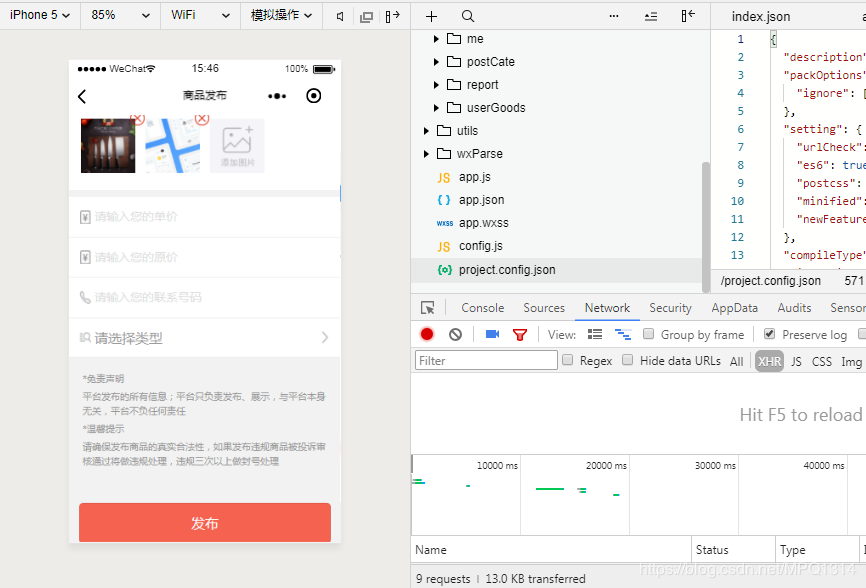 iPhone 5 85% WiFi 模拟操作
WeChat 15:46 100%
商品发布
添加图片
请输入您的单价
请输入您的原价
请输入您的联系号码
请选择类型
*免责声明
平台发布的所有信息；平台只负责发布、展示，与平台本身
无关，平台不负任何责任
*温馨提示
请确保发布商品的真实合法性，如果发布违规商品被投诉审
核通过将做违规处理，违规三次以上做封号处理
发布
me
postCate
report
userGoods
utils
wxParse
JS app.js
{ } app.json
wxss app.wxss
JS config.js
{o} project.config.json
index.json
1 {
2 "description"
3 "packOptions"
4 "ignore": [
5 },
6 "setting": {
7 "urlCheck":
8 "es6": true
9 "postcss":
10 "minified":
11 "newFeature
12 },
13 "compileType"
/project.config.json 571
Console Sources Network Security AppData Audits Sensor
View: Group by frame Preserve log
Filter Regex Hide data URLs All XHR JS CSS Img
Hit F5 to reload
10000 ms 20000 ms 30000 ms 40000 ms
Name Status Type
9 requests | 13.0 KB transferred
https://blog.csdn.net/MPQ1314